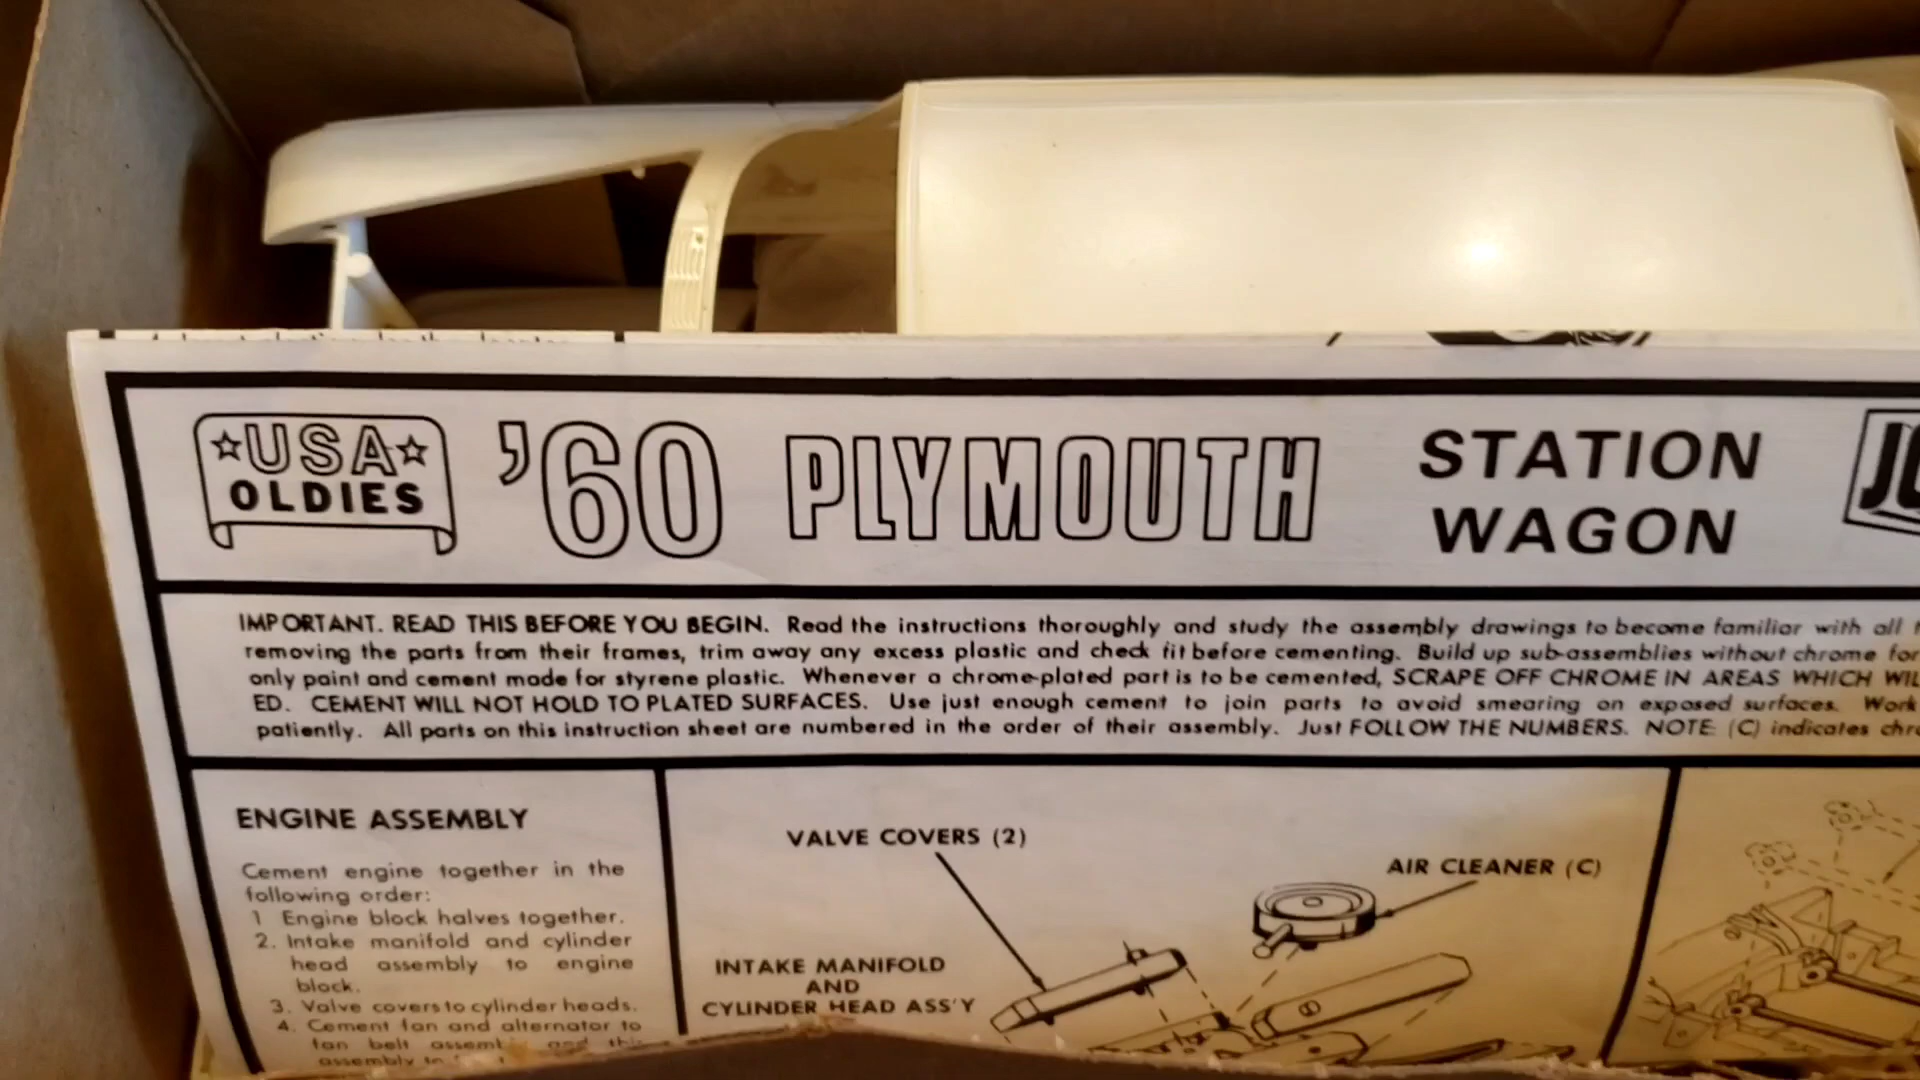 USA
OLDIES
'60 PLYMOUTH
STATION
WAGON
IMPORTANT. READ THIS BEFORE YOU BEGIN. Read the instructions thoroughly and study the assembly drawings to become familiar with all
removing the parts from their frames, trim away any excess plastic and check fit before cementing. Build up sub-assemblies without chrome for
only paint and cement made for styrene plastic. Whenever a chrome-plated part is to be cemented, SCRAPE OFF CHROME IN AREAS WHICH
ED. CEMENT WILL NOT HOLD TO PLATED SURFACES. Use just enough cement to join parts to avoid smearing on exposed surfaces. Work
patiently. All parts on this instruction sheet are numbered in the order of their assembly. Just FOLLOW THE NUMBERS. NOTE: (C) indicates
ENGINE ASSEMBLY
Cement engine together in the
following order:
1 Engine block halves together.
2. Intake manifold and cylinder
head assembly to engine
block.
3. Valve covers to cylinder heads.
4. Cement fan and alternator to
fan belt and this
assembly
VALVE COVERS (2)
AIR CLEANER (C)
INTAKE MANIFOLD
AND
CYLINDER HEAD ASS'Y